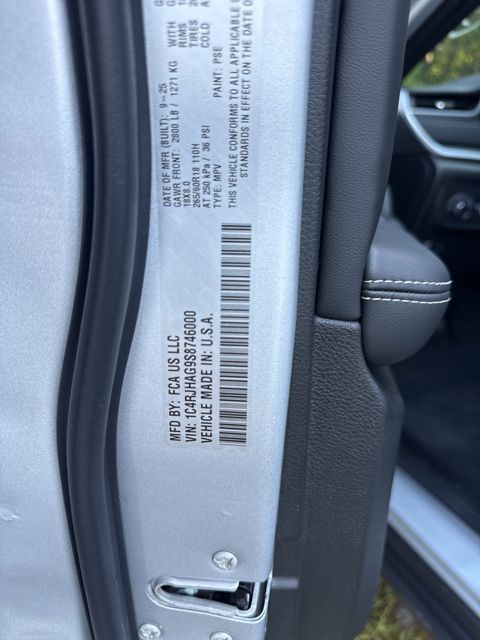 MFD BY: FCA US LLC
VIN: 1C4RJHAG9S8746000
VEHICLE MADE IN: U.S.A.
DATE OF MFR (BUILT): 9-25
GAWR FRONT: 2800 LB / 1271 KG WITH
18X8.0 RIMS
265/60R18 110H TIRES
AT 250 kPa / 36 PSI COLD
TYPE: MPV PAINT: PSE
THIS VEHICLE CONFORMS TO ALL APPLICABLE
STANDARDS IN EFFECT ON THE DATE OF